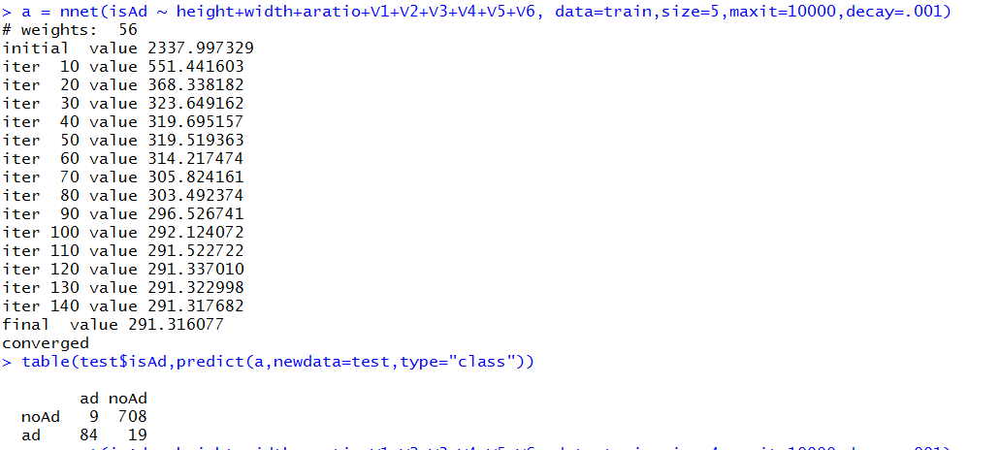 > a = nnet(isAd ~ height+width+aratio+V1+V2+V3+V4+V5+V6, data=train,size=5,maxit=10000,decay=.001)
# weights:  56
initial  value 2337.997329
iter  10 value 551.441603
iter  20 value 368.338182
iter  30 value 323.649162
iter  40 value 319.695157
iter  50 value 319.519363
iter  60 value 314.217474
iter  70 value 305.824161
iter  80 value 303.492374
iter  90 value 296.526741
iter 100 value 292.124072
iter 110 value 291.522722
iter 120 value 291.337010
iter 130 value 291.322998
iter 140 value 291.317682
final  value 291.316077
converged
> table(test$isAd,predict(a,newdata=test,type="class"))
ad noAd
noAd 9 708
ad 84 19